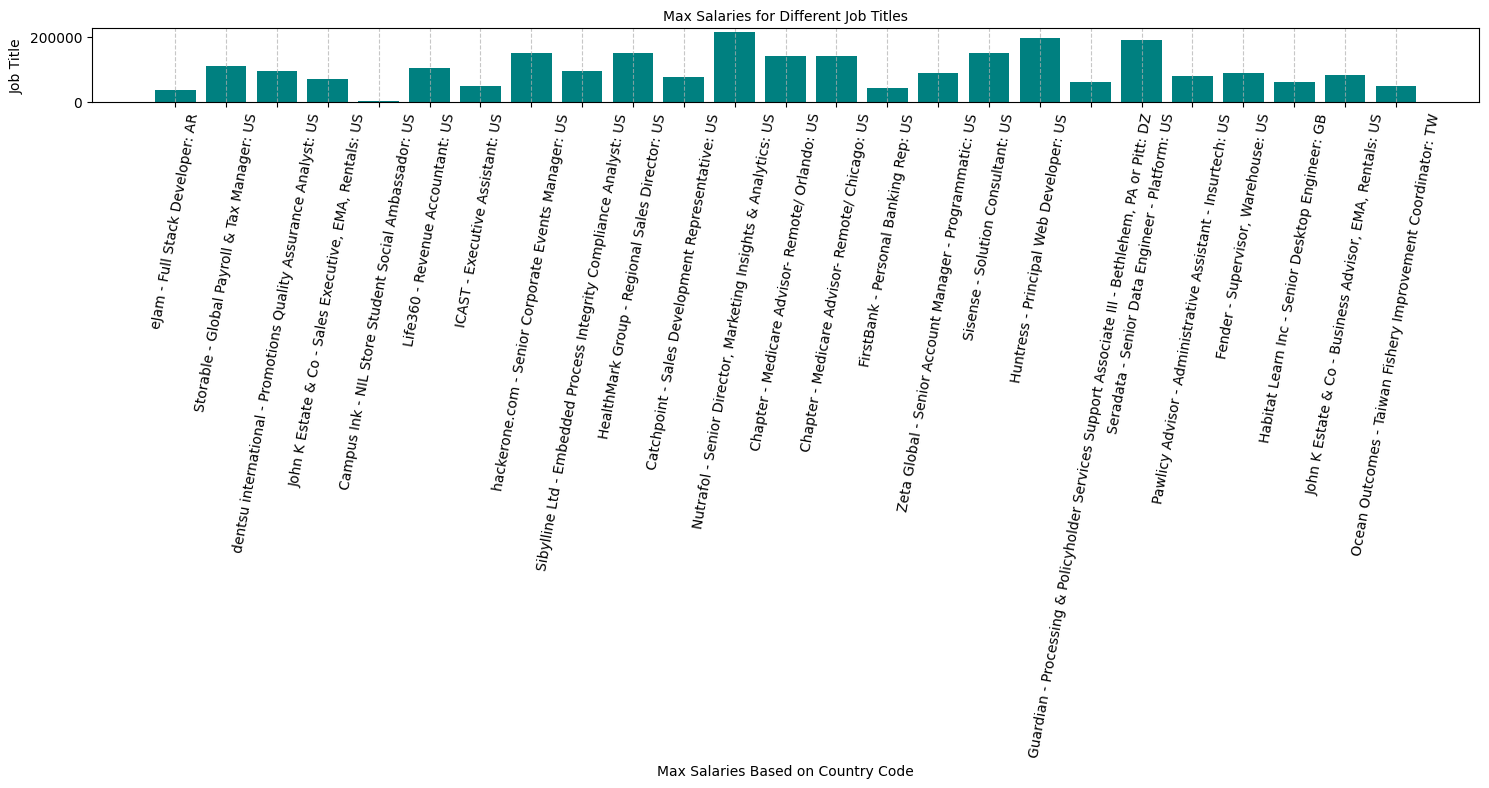 Max Salaries for Different Job Titles
Job Title
200000
0
eJam - Full Stack Developer: AR
Storable - Global Payroll & Tax Manager: US
dentsu international - Promotions Quality Assurance Analyst: US
John K Estate & Co - Sales Executive, EMA, Rentals: US
Campus Ink - NIL Store Student Social Ambassador: US
Life360 - Revenue Accountant: US
ICAST - Executive Assistant: US
hackerone.com - Senior Corporate Events Manager: US
Sibylline Ltd - Embedded Process Integrity Compliance Analyst: US
HealthMark Group - Regional Sales Director: US
Catchpoint - Sales Development Representative: US
Nutrafol - Senior Director, Marketing Insights & Analytics: US
Chapter - Medicare Advisor- Remote/ Orlando: US
Chapter - Medicare Advisor- Remote/ Chicago: US
FirstBank - Personal Banking Rep: US
Zeta Global - Senior Account Manager - Programmatic: US
Sisense - Solution Consultant: US
Huntress - Principal Web Developer: US
Guardian - Processing & Policyholder Services Support Associate III - Bethlehem, PA or Pitt: DZ
Seradata - Senior Data Engineer - Platform: US
Pawlicy Advisor - Administrative Assistant - Insurtech: US
Fender - Supervisor, Warehouse: US
Habitat Learn Inc - Senior Desktop Engineer: GB
John K Estate & Co - Business Advisor, EMA, Rentals: US
Ocean Outcomes - Taiwan Fishery Improvement Coordinator: TW
Max Salaries Based on Country Code